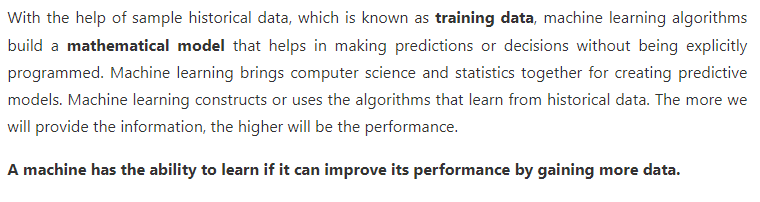 With the help of sample historical data, which is known as training data, machine learning algorithms
build a mathematical model that helps in making predictions or decisions without being explicitly
programmed. Machine learning brings computer science and statistics together for creating predictive
models. Machine learning constructs or uses the algorithms that learn from historical data. The more we
will provide the information, the higher will be the performance.
A machine has the ability to learn if it can improve its performance by gaining more data.